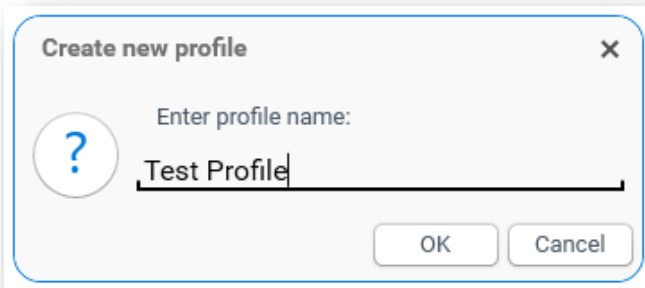 Create new profile
Enter profile name:
?
Test Profile
OK Cancel